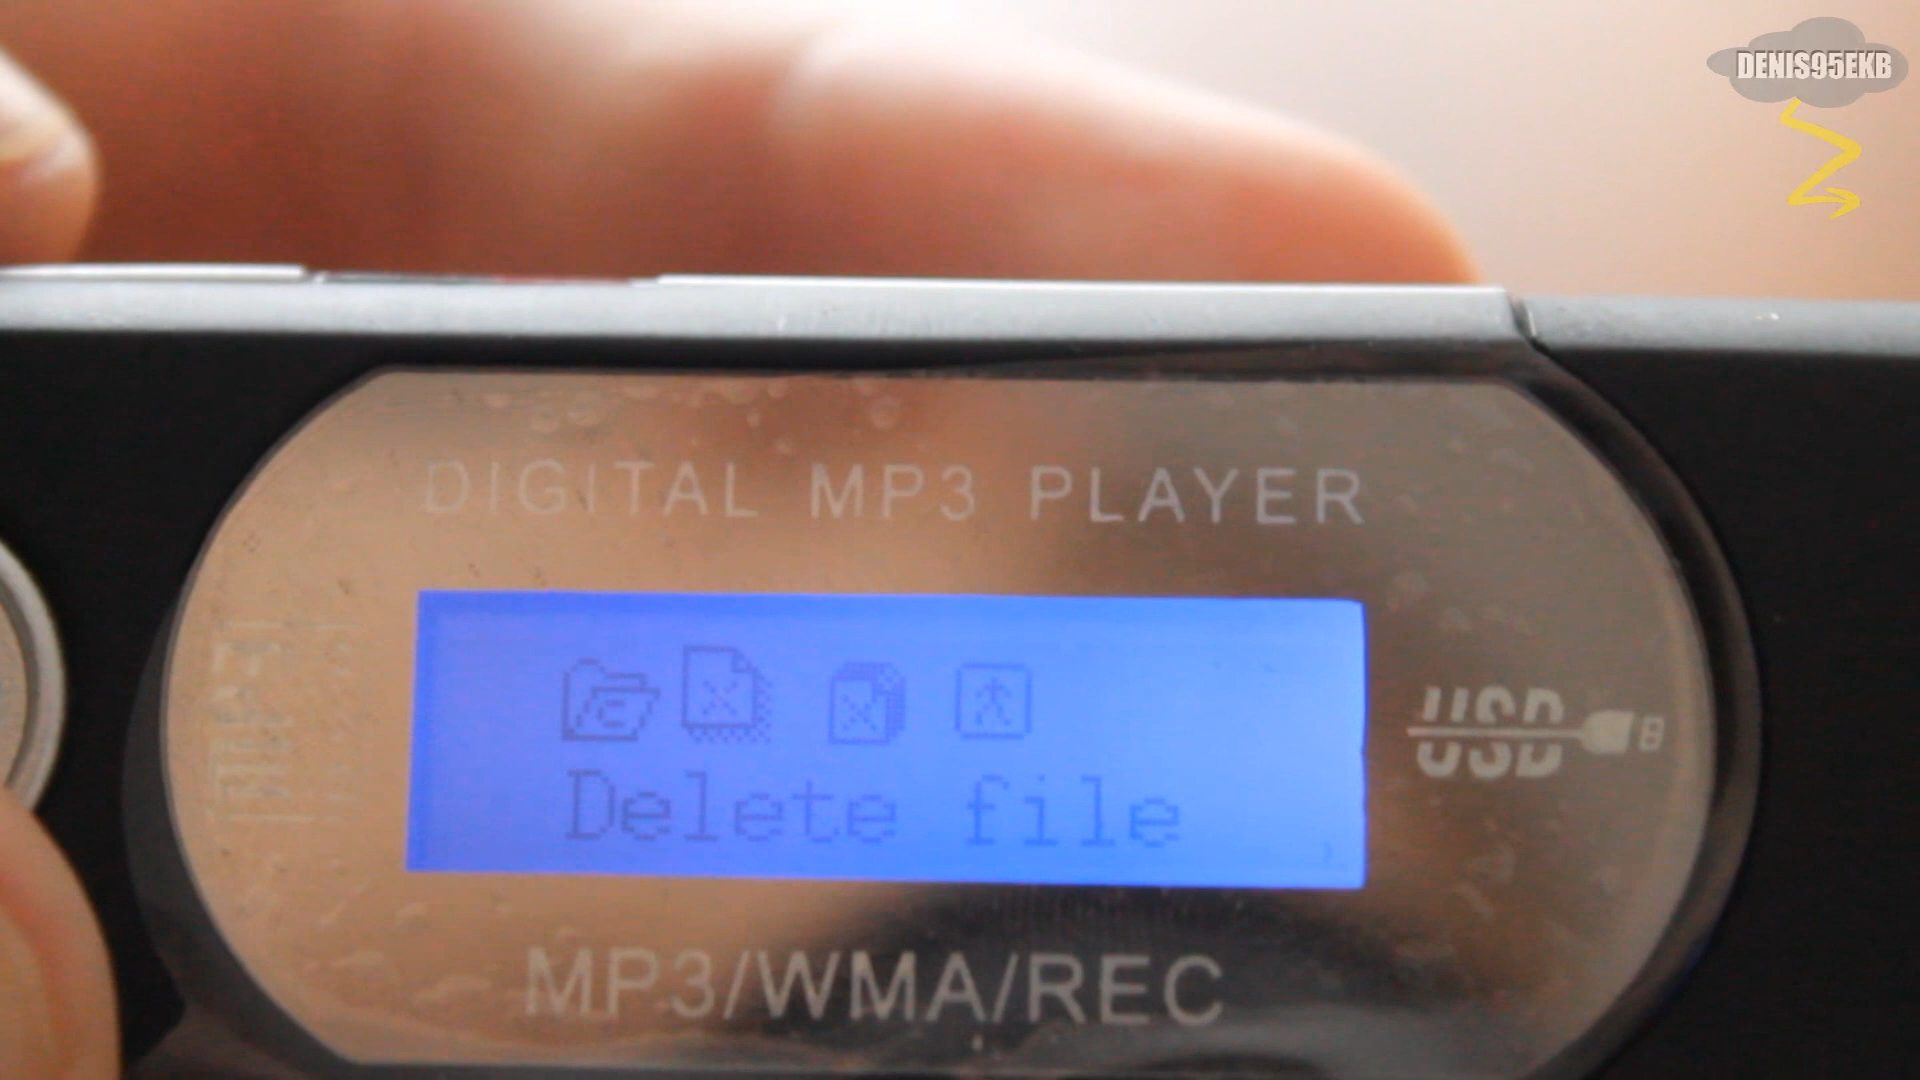 DENIS95EKB
DIGITAL MP3 PLAYER
Delete file
USB
MP3/WMA/REC